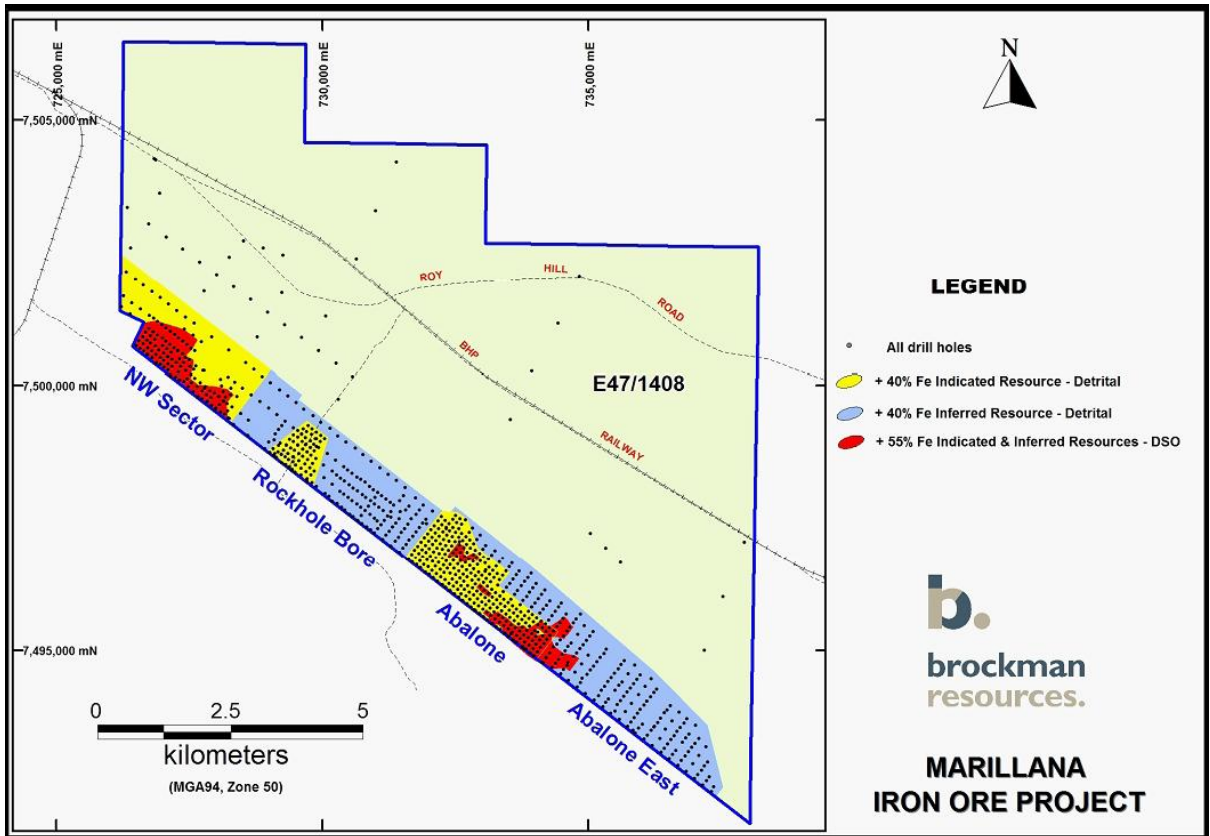 725,000 mE
730,000 mE
735,000 mE
N
7,505,000 mN
7,500,000 mN
7,495,000 mN
ROY
HILL
ROAD
BHP
RAILWAY
E47/1408
NW Sector
Rockhole Bore
Abalone
Abalone East
0 2.5 5
kilometers
(MGA94, Zone 50)
LEGEND
All drill holes
+ 40% Fe Indicated Resource - Detrital
+ 40% Fe Inferred Resource - Detrital
+ 55% Fe Indicated & Inferred Resources - DSO
b.
brockman
resources.
MARILLANA
IRON ORE PROJECT